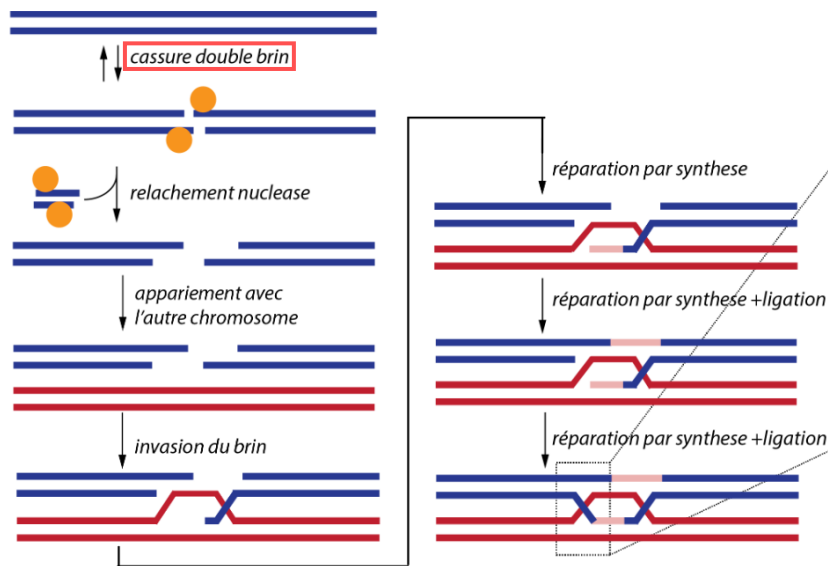 cassure double brin
relachement nuclease
appariement avec
l'autre chromosome
invasion du brin
réparation par synthese
réparation par synthese +ligation
réparation par synthese +ligation